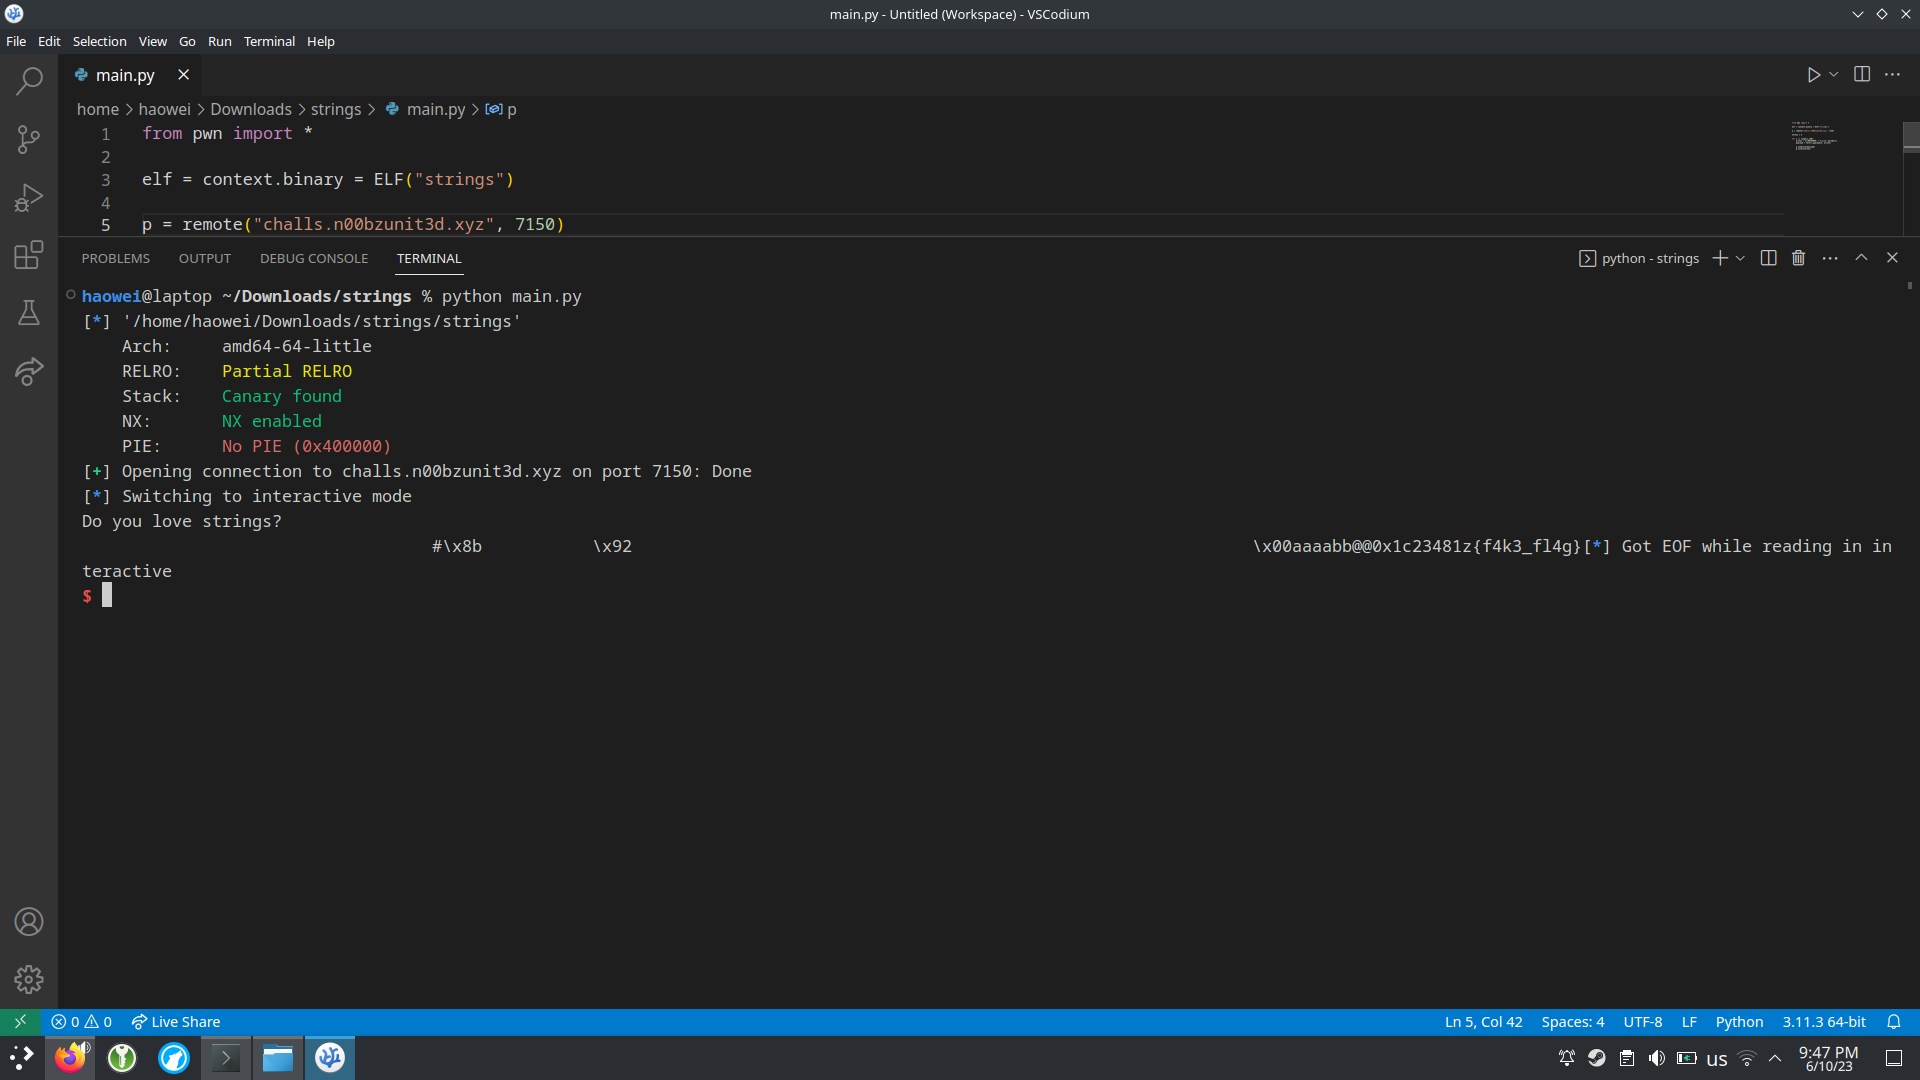 main.py - Untitled (Workspace) - VSCodium
File Edit Selection View Go Run Terminal Help
main.py
home > haowei > Downloads > strings > main.py > p
1 from pwn import *
2
3 elf = context.binary = ELF("strings")
4
5 p = remote("challs.n00bzunit3d.xyz", 7150)
PROBLEMS OUTPUT DEBUG CONSOLE TERMINAL
python - strings
haowei@laptop ~/Downloads/strings % python main.py
[*] '/home/haowei/Downloads/strings/strings'
Arch: amd64-64-little
RELRO: Partial RELRO
Stack: Canary found
NX: NX enabled
PIE: No PIE (0x400000)
[+] Opening connection to challs.n00bzunit3d.xyz on port 7150: Done
[*] Switching to interactive mode
Do you love strings?
#\x8b \x92 \x00aaaabb@@0x1c23481z{f4k3_fl4g}[*] Got EOF while reading in in
teractive
$
0 0 Live Share
Ln 5, Col 42 Spaces: 4 UTF-8 LF Python 3.11.3 64-bit
us
9:47 PM
6/10/23